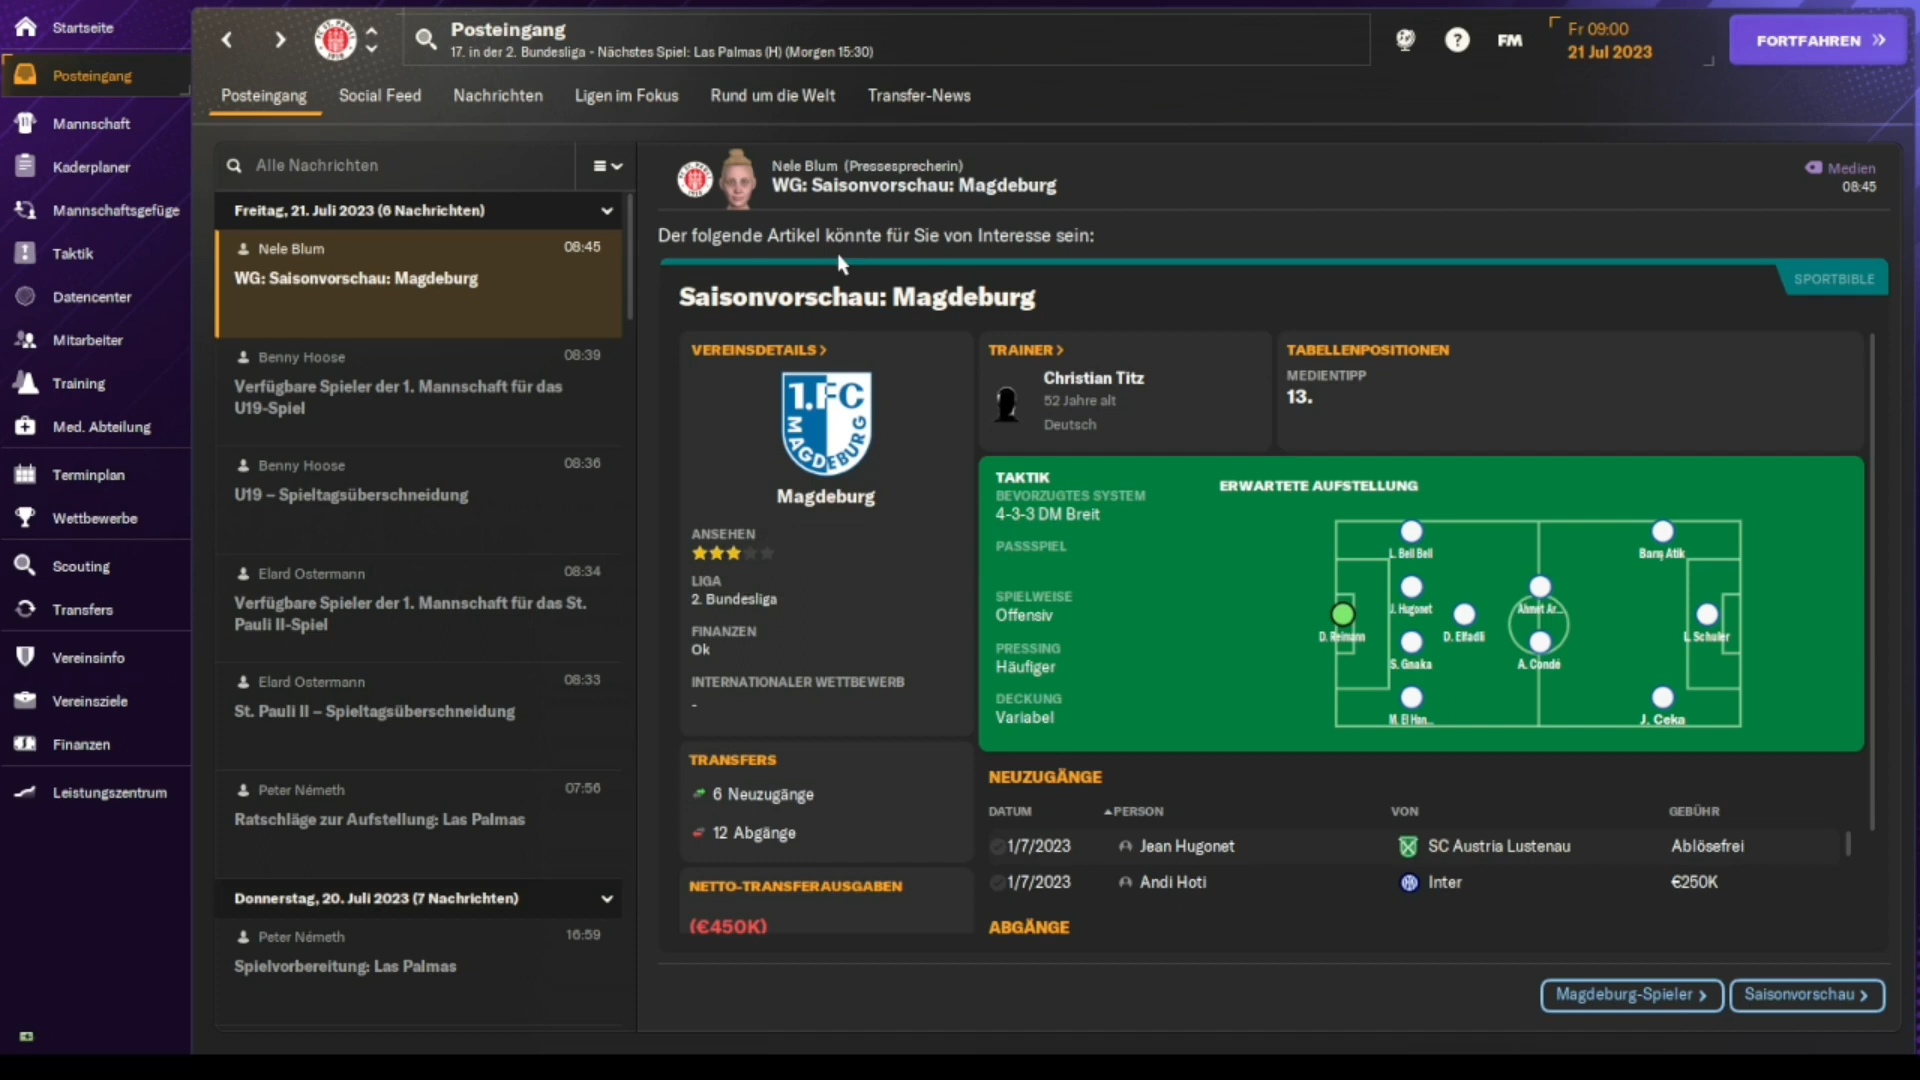 Startseite
Posteingang
Mannschaft
Kaderplaner
Mannschaftsgefüge
Taktik
Datencenter
Mitarbeiter
Training
Med. Abteilung
Terminplan
Wettbewerbe
Scouting
Transfers
Vereinsinfo
Vereinsziele
Finanzen
Leistungszentrum
Posteingang
17. in der 2. Bundesliga - Nächstes Spiel: Las Palmas (H) (Morgen 15:30)
?
FM
Fr 09:00
21 Jul 2023
FORTFAHREN
Posteingang Social Feed Nachrichten Ligen im Fokus Rund um die Welt Transfer-News
Alle Nachrichten
Freitag, 21. Juli 2023 (6 Nachrichten)
Nele Blum 08:45
WG: Saisonvorschau: Magdeburg
Benny Hoose 08:39
Verfügbare Spieler der 1. Mannschaft für das
U19-Spiel
Benny Hoose 08:36
U19 – Spieltagsüberschneidung
Elard Ostermann 08:34
Verfügbare Spieler der 1. Mannschaft für das St.
Pauli II-Spiel
Elard Ostermann 08:33
St. Pauli II – Spieltagsüberschneidung
Peter Németh 07:56
Ratschläge zur Aufstellung: Las Palmas
Donnerstag, 20. Juli 2023 (7 Nachrichten)
Peter Németh 16:59
Spielvorbereitung: Las Palmas
Nele Blum (Pressesprecherin)
WG: Saisonvorschau: Magdeburg
Medien
08:45
Der folgende Artikel könnte für Sie von Interesse sein:
SPORTBIBLE
Saisonvorschau: Magdeburg
VEREINSDETAILS >
1.FC
MAGDEBURG
Magdeburg
ANSEHEN
LIGA
2. Bundesliga
FINANZEN
Ok
INTERNATIONALER WETTBEWERB
-
TRANSFERS
6 Neuzugänge
12 Abgänge
NETTO-TRANSFERAUSGABEN
(€450K)
TRAINER >
Christian Titz
52 Jahre alt
Deutsch
TABELLENPOSITIONEN
MEDIENTIPP
13.
TAKTIK
BEVORZUGTES SYSTEM
4-3-3 DM Breit
PASSSPIEL
SPIELWEISE
Offensiv
PRESSING
Häufiger
DECKUNG
Variabel
ERWARTETE AUFSTELLUNG
L. Bell Bell
Barış Atik
J. Hugonet
Ahmet Ar...
D. Reimann
D. Elfadli
L. Schuler
S. Gnaka
A. Condé
M. El Han...
J. Ceka
NEUZUGÄNGE
DATUM PERSON VON GEBÜHR
1/7/2023 Jean Hugonet SC Austria Lustenau Ablösefrei
1/7/2023 Andi Hoti Inter €250K
ABGÄNGE
Magdeburg-Spieler >
Saisonvorschau >